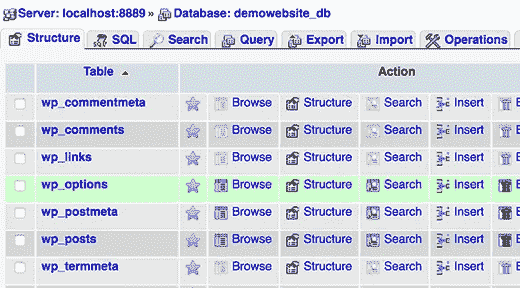 Server: localhost:8889 » Database: demowebsite_db
Structure SQL Search Query Export Import Operations
Table Action
wp_commentmeta Browse Structure Search Insert
wp_comments Browse Structure Search Insert
wp_links Browse Structure Search Insert
wp_options Browse Structure Search Insert
wp_postmeta Browse Structure Search Insert
wp_posts Browse Structure Search Insert
wp_termmeta Browse Structure Search Insert